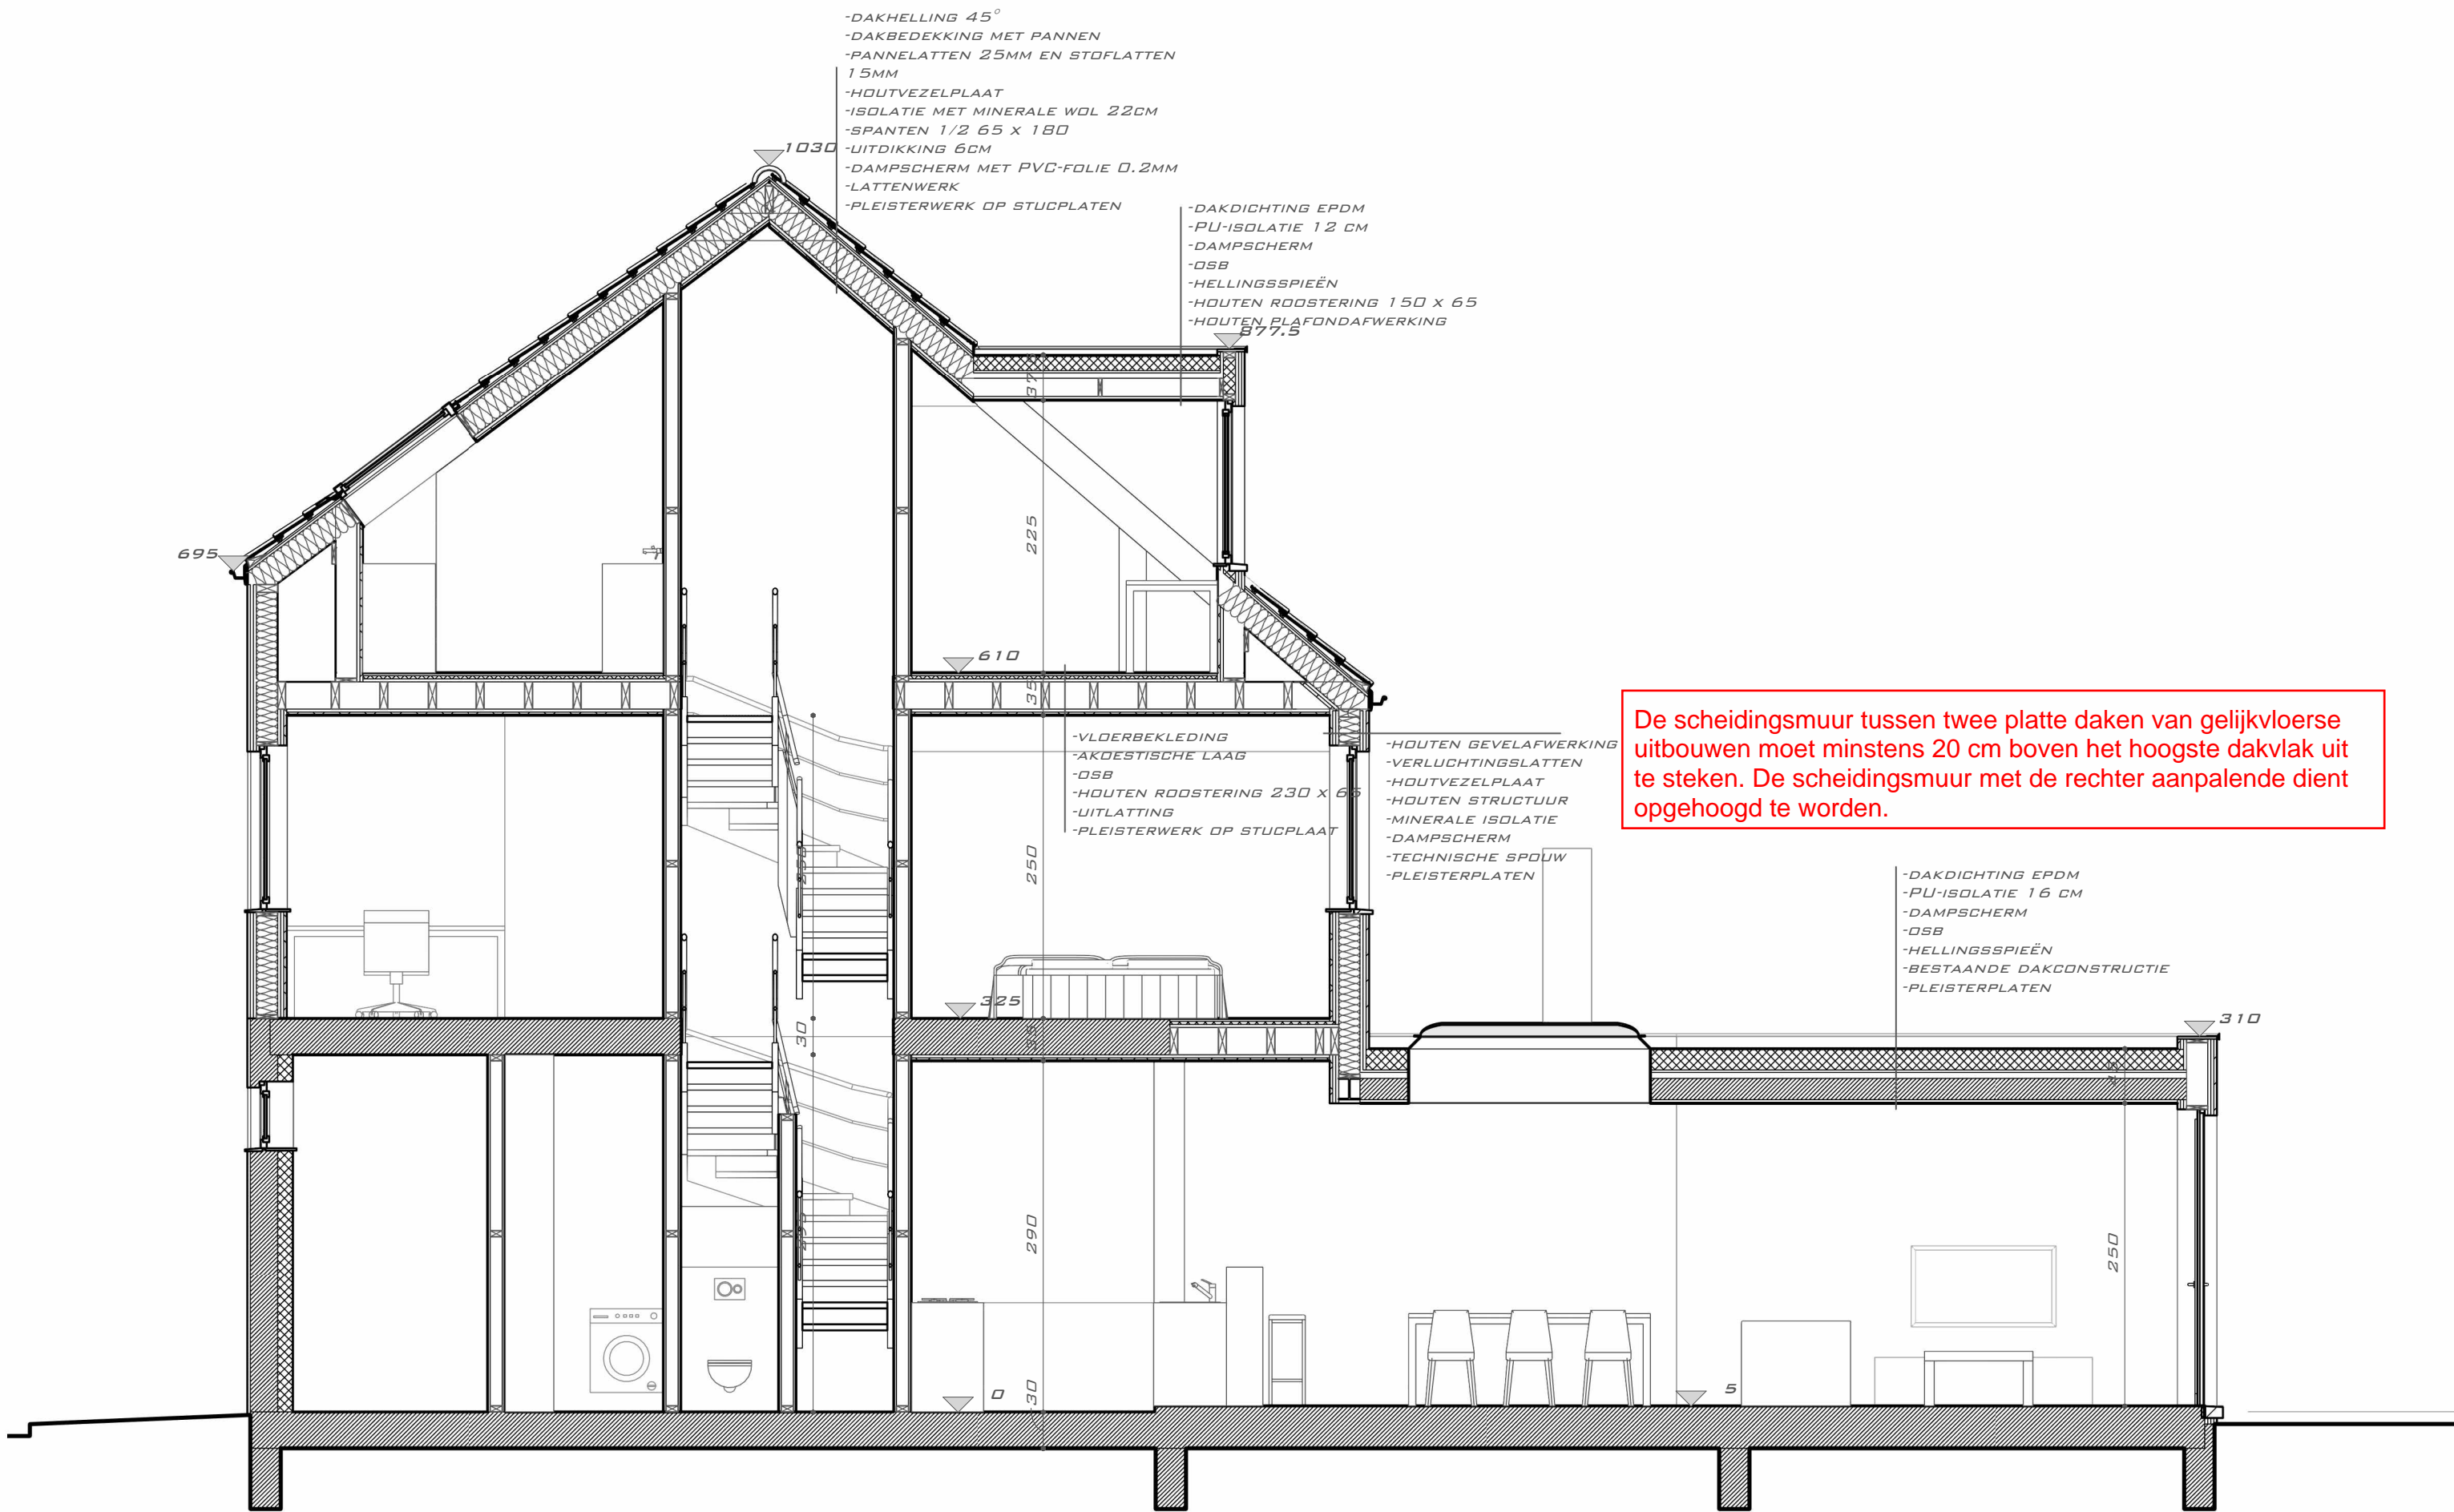 -DAKHELLING 45°
-DAKBEDEKKING MET PANNEN
-PANNELATTEN 25MM EN STOFLATTEN
15MM
-HOUTVEZELPLAAT
-ISOLATIE MET MINERALE WOL 22CM
-SPANTEN 1/2 65 X 180
-UITDIKKING 6CM
-DAMPSCHERM MET PVC-FOLIE 0.2MM
-LATTENWERK
-PLEISTERWERK OP STUCPLATEN
1030
-DAKDICHTING EPDM
-PU-ISOLATIE 12 CM
-DAMPSCHERM
-OSB
-HELLINGSSPIEËN
-HOUTEN ROOSTERING 150 X 65
-HOUTEN PLAFONDAFWERKING
877.5
225
695
610
35
De scheidingsmuur tussen twee platte daken van gelijkvloerse
uitbouwen moet minstens 20 cm boven het hoogste dakvlak uit
te steken. De scheidingsmuur met de rechter aanpalende dient
opgehoogd te worden.
-VLOERBEKLEDING
-AKOESTISCHE LAAG
-OSB
-HOUTEN ROOSTERING 230 X 65
-UITLATTING
-PLEISTERWERK OP STUCPLAAT
-HOUTEN GEVELAFWERKING
-VERLUCHTINGSLATTEN
-HOUTVEZELPLAAT
-HOUTEN STRUCTUUR
-MINERALE ISOLATIE
-DAMPSCHERM
-TECHNISCHE SPOUW
-PLEISTERPLATEN
250
-DAKDICHTING EPDM
-PU-ISOLATIE 16 CM
-DAMPSCHERM
-OSB
-HELLINGSSPIEËN
-BESTAANDE DAKCONSTRUCTIE
-PLEISTERPLATEN
325
310
30
290
250
0
30
5